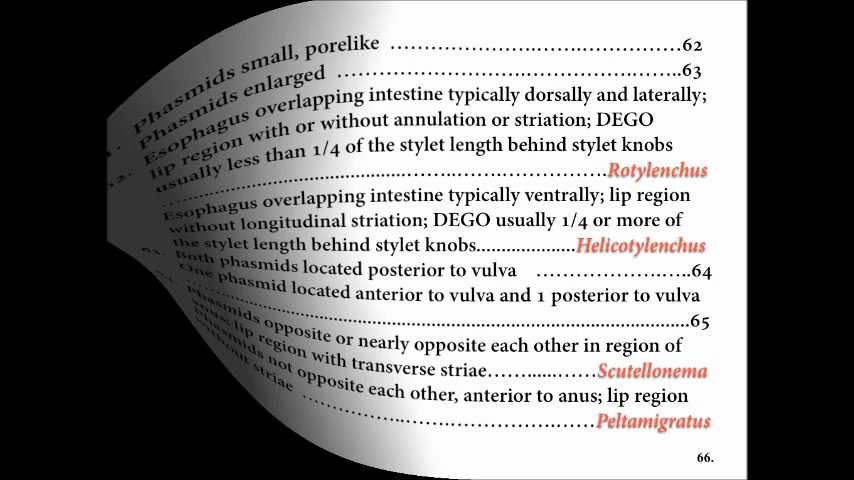 Phasmids small, porelike ……………………………………62
Phasmids enlarged ……………………………………..63
62. Esophagus overlapping intestine typically dorsally and laterally;
lip region with or without annulation or striation; DEGO
usually less than 1/4 of the stylet length behind stylet knobs
……………………………………………………Rotylenchus
Esophagus overlapping intestine typically ventrally; lip region
without longitudinal striation; DEGO usually 1/4 or more of
the stylet length behind stylet knobs....................Helicotylenchus
63. Both phasmids located posterior to vulva …………………..64
One phasmid located anterior to vulva and 1 posterior to vulva
..........................................................................................65
Phasmids opposite or nearly opposite each other in region of
anus; lip region with transverse striae……......……Scutellonema
Phasmids not opposite each other, anterior to anus; lip region
without striae ……………………………………Peltamigratus
66.